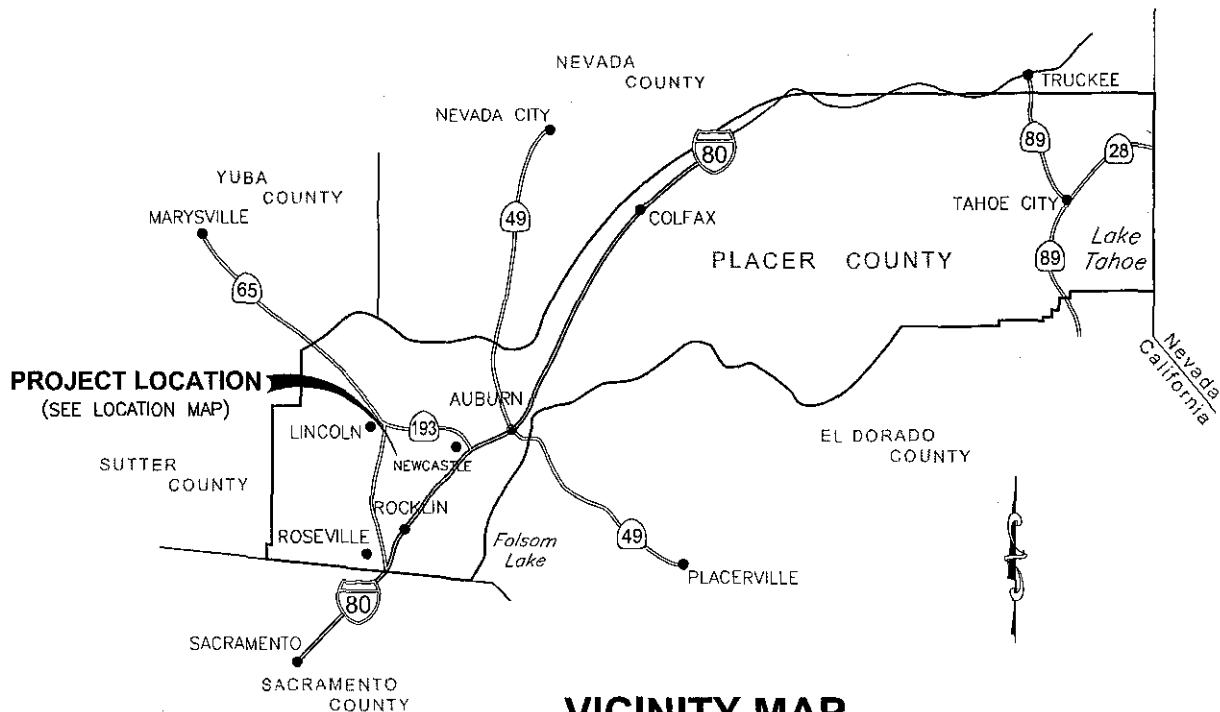 NEVADA
COUNTY
TRUCKEE
NEVADA CITY
80
89
28
YUBA
COUNTY
MARYSVILLE
49
COLFAX
TAHOE CITY
Lake
Tahoe
PLACER COUNTY
89
65
Nevada
California
PROJECT LOCATION
(SEE LOCATION MAP)
AUBURN
LINCOLN
193
NEWCASTLE
EL DORADO
COUNTY
SUTTER
COUNTY
ROCKLIN
ROSEVILLE
Folsom
Lake
49
PLACERVILLE
80
SACRAMENTO
SACRAMENTO
COUNTY
VICINITY MAP